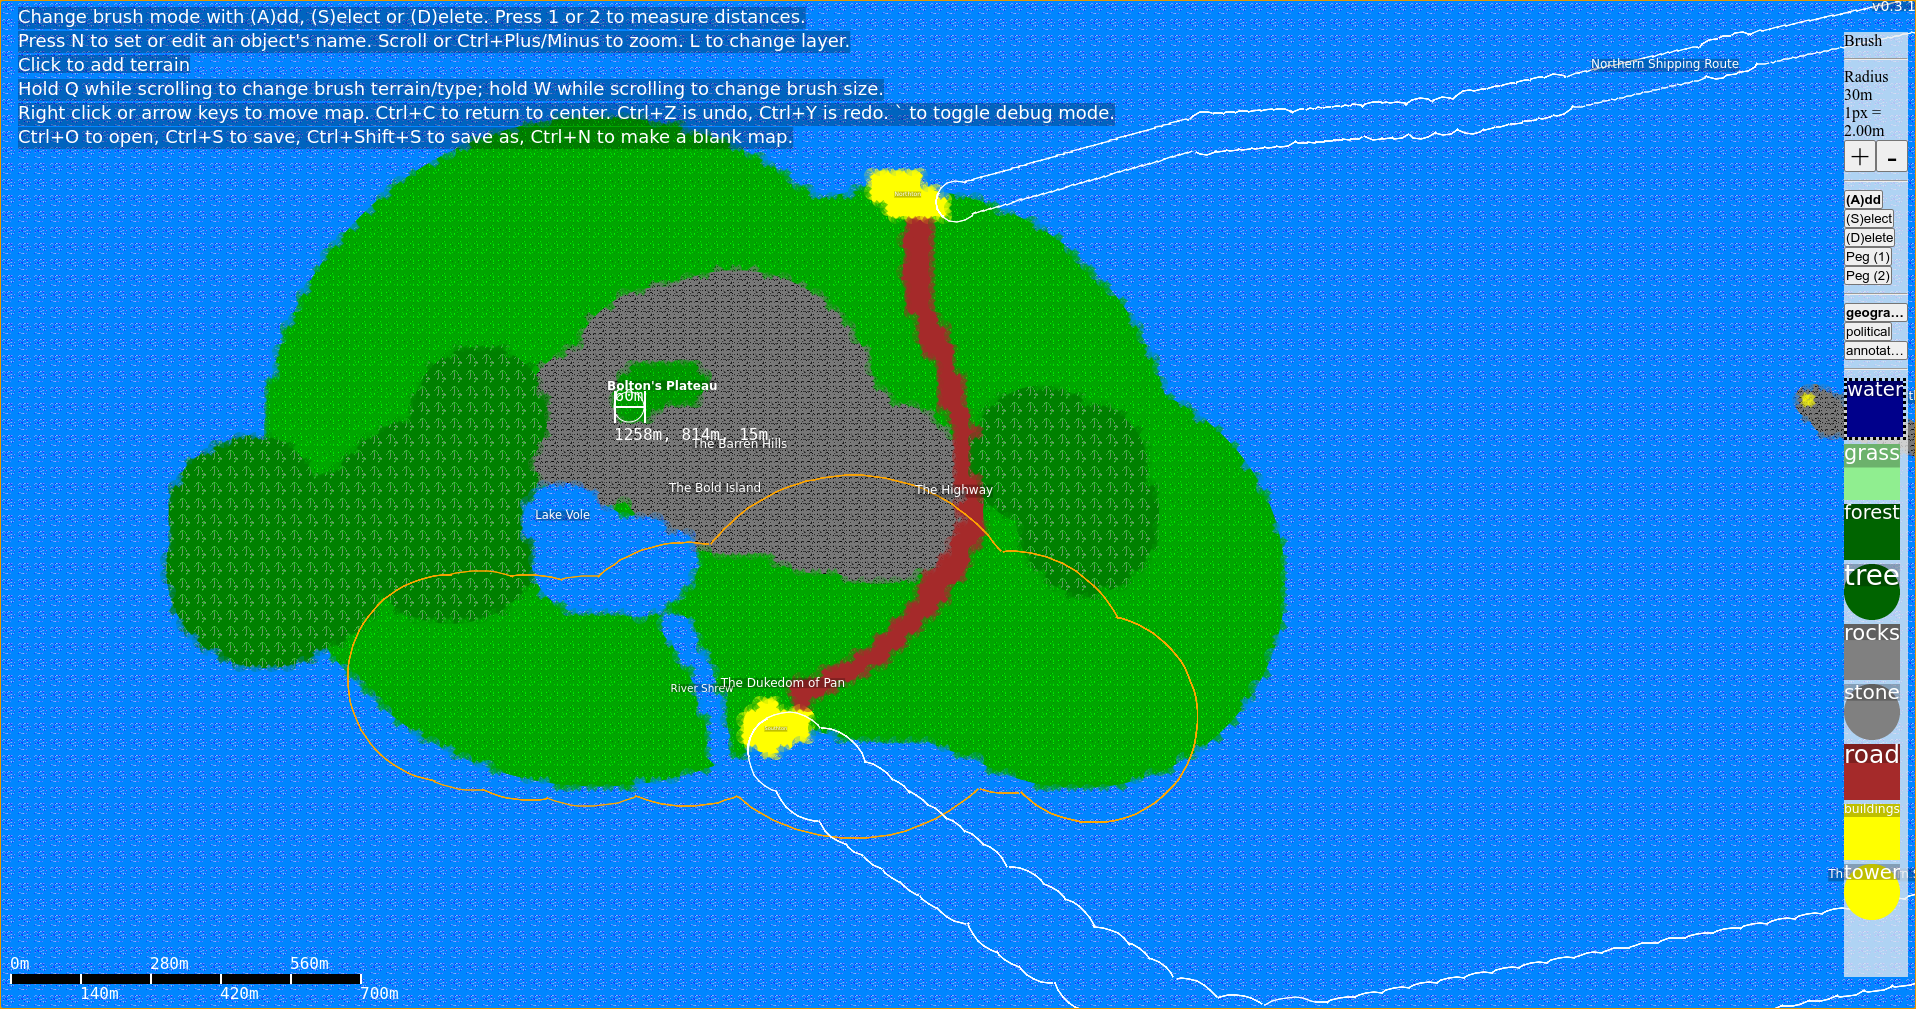 Change brush mode with (A)dd, (S)elect or (D)elete. Press 1 or 2 to measure distances.
Press N to set or edit an object's name. Scroll or Ctrl+Plus/Minus to zoom. L to change layer.
Click to add terrain
Hold Q while scrolling to change brush terrain/type; hold W while scrolling to change brush size.
Right click or arrow keys to move map. Ctrl+C to return to center. Ctrl+Z is undo, Ctrl+Y is redo. ` to toggle debug mode.
Ctrl+O to open, Ctrl+S to save, Ctrl+Shift+S to save as, Ctrl+N to make a blank map.
v0.3.1
Northern Shipping Route
Bolton's Plateau
60m
1258m, 814m, 15m
The Barren Hills
The Bold Island
The Highway
Lake Vole
River Shrew
The Dukedom of Pan
0m
280m
560m
140m
420m
700m
Brush
Radius
30m
1px =
2.00m
+ -
(A)dd
(S)elect
(D)elete
Peg (1)
Peg (2)
geogra...
political
annotat...
water
grass
forest
tree
rocks
stone
road
buildings
tower